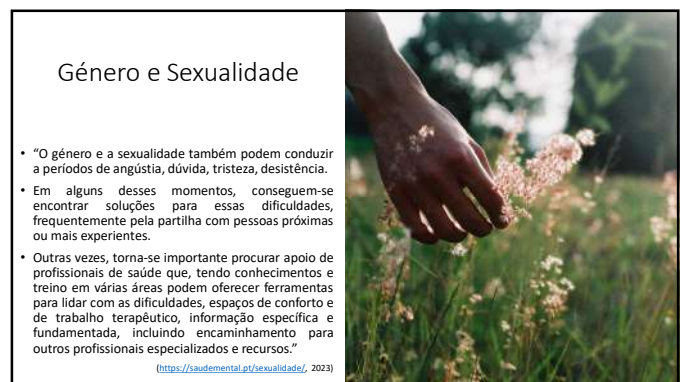 Género e Sexualidade
• “O género e a sexualidade também podem conduzir
a períodos de angústia, dúvida, tristeza, desistência.
• Em alguns desses momentos, conseguem-se
encontrar soluções para essas dificuldades,
frequentemente pela partilha com pessoas próximas
ou mais experientes.
• Outras vezes, torna-se importante procurar apoio de
profissionais de saúde que, tendo conhecimentos e
treino em várias áreas podem oferecer ferramentas
para lidar com as dificuldades, espaços de conforto e
de trabalho terapêutico, informação específica e
fundamentada, incluindo encaminhamento para
outros profissionais especializados e recursos.”
(https://saudemental.pt/sexualidade/, 2023)